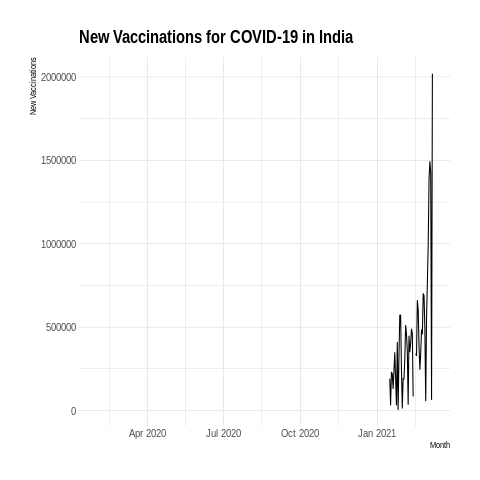 New Vaccinations for COVID-19 in India
New Vaccinations
2000000
1500000
1000000
500000
0
Apr 2020 Jul 2020 Oct 2020 Jan 2021
Month